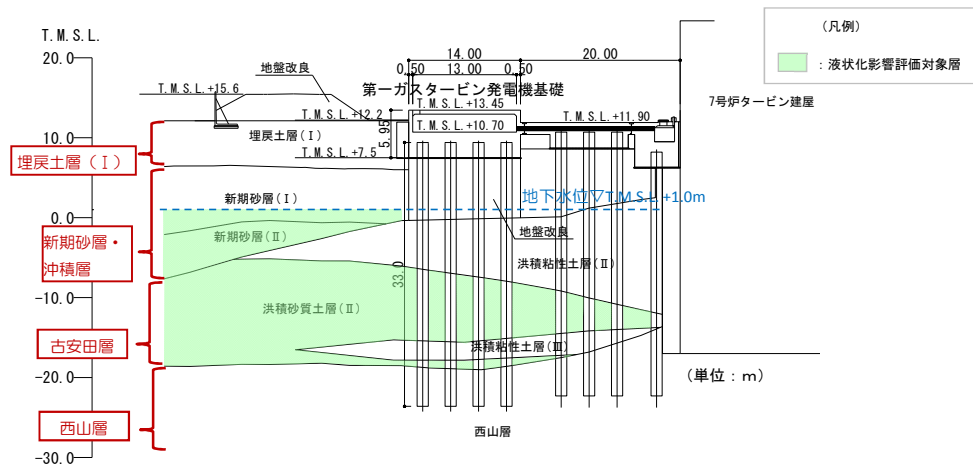 T.M.S.L.
20.0
10.0
0.0
-10.0
-20.0
-30.0
(凡例)
：液状化影響評価対象層
14.00
20.00
0.50
13.00
0.50
地盤改良
T.M.S.L.+15.6
第一ガスタービン発電機基礎
7号炉タービン建屋
T.M.S.L.+13.45
T.M.S.L.+12.2
T.M.S.L.+10.70
T.M.S.L.+11.90
5.95
埋戻土層(Ⅰ)
T.M.S.L.+7.5
埋戻土層（Ⅰ）
新期砂層(Ⅰ)
地下水位▽T.M.S.L.+1.0m
新期砂層(Ⅱ)
地盤改良
新期砂層・
沖積層
洪積粘性土層(Ⅱ)
33.0
洪積砂質土層(Ⅱ)
古安田層
洪積粘性土層(Ⅲ)
(単位：m)
西山層
西山層